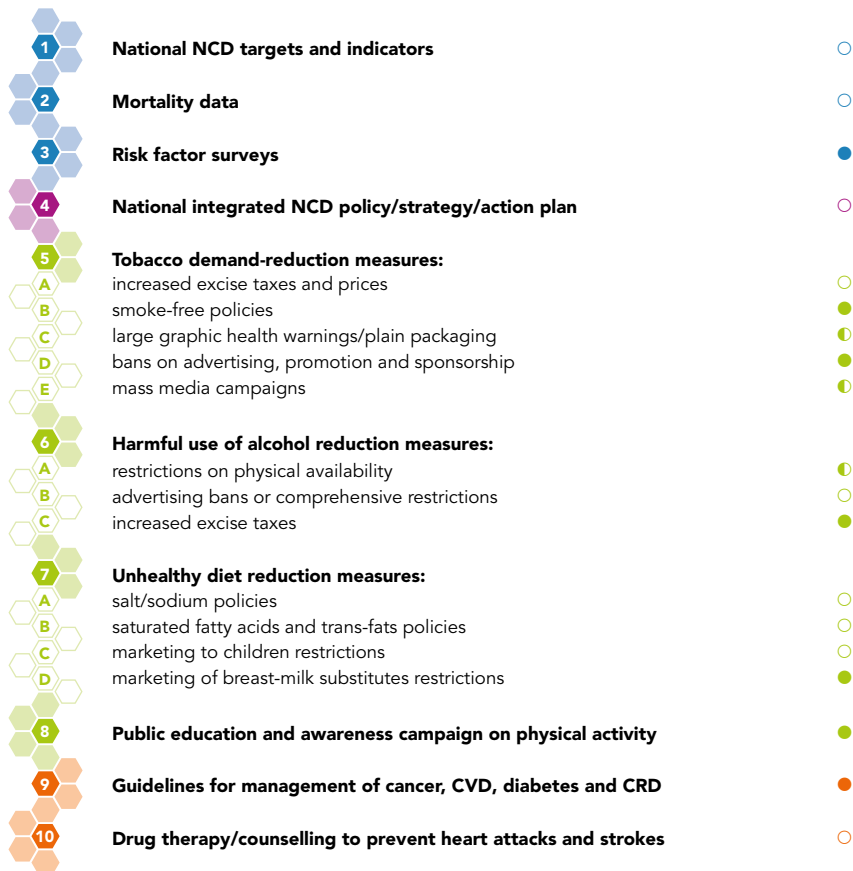 1 National NCD targets and indicators ○
2 Mortality data ○
3 Risk factor surveys ●
4 National integrated NCD policy/strategy/action plan ○
5 Tobacco demand-reduction measures:
A increased excise taxes and prices ○
B smoke-free policies ●
C large graphic health warnings/plain packaging ◐
D bans on advertising, promotion and sponsorship ●
E mass media campaigns ◐
6 Harmful use of alcohol reduction measures:
A restrictions on physical availability ◐
B advertising bans or comprehensive restrictions ○
C increased excise taxes ●
7 Unhealthy diet reduction measures:
A salt/sodium policies ○
B saturated fatty acids and trans-fats policies ○
C marketing to children restrictions ○
D marketing of breast-milk substitutes restrictions ●
8 Public education and awareness campaign on physical activity ●
9 Guidelines for management of cancer, CVD, diabetes and CRD ●
10 Drug therapy/counselling to prevent heart attacks and strokes ○